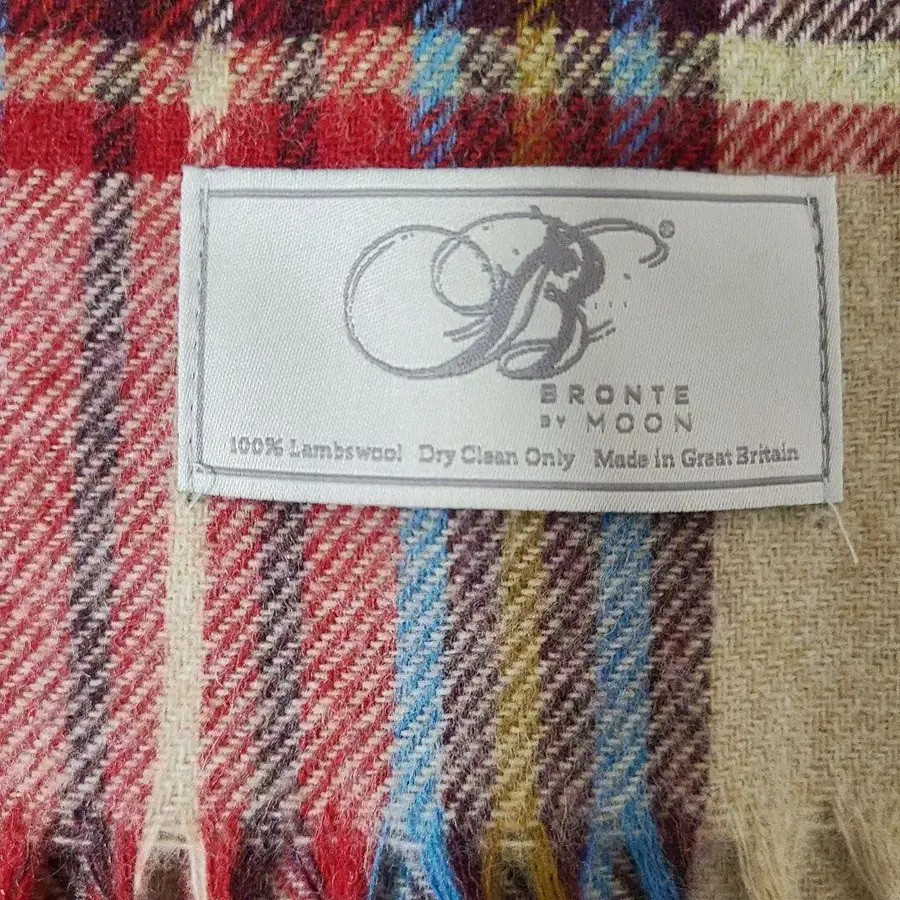 B®
BRONTE
BY MOON
100% Lambswool Dry Clean Only Made in Great Britain